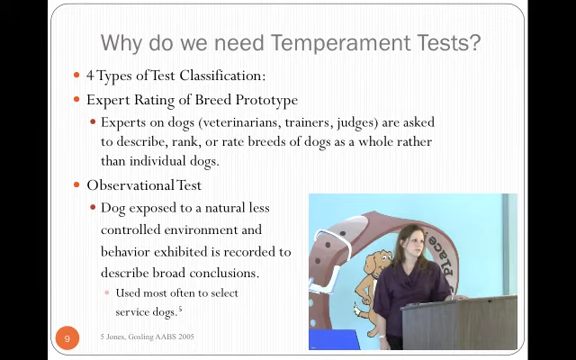 Why do we need Temperament Tests?
4 Types of Test Classification:
Expert Rating of Breed Prototype
Experts on dogs (veterinarians, trainers, judges) are asked
to describe, rank, or rate breeds of dogs as a whole rather
than individual dogs.
Observational Test
Dog exposed to a natural less
controlled environment and
behavior exhibited is recorded to
describe broad conclusions.
Used most often to select
service dogs.5
place.
9
5 Jones, Gosling AABS 2005